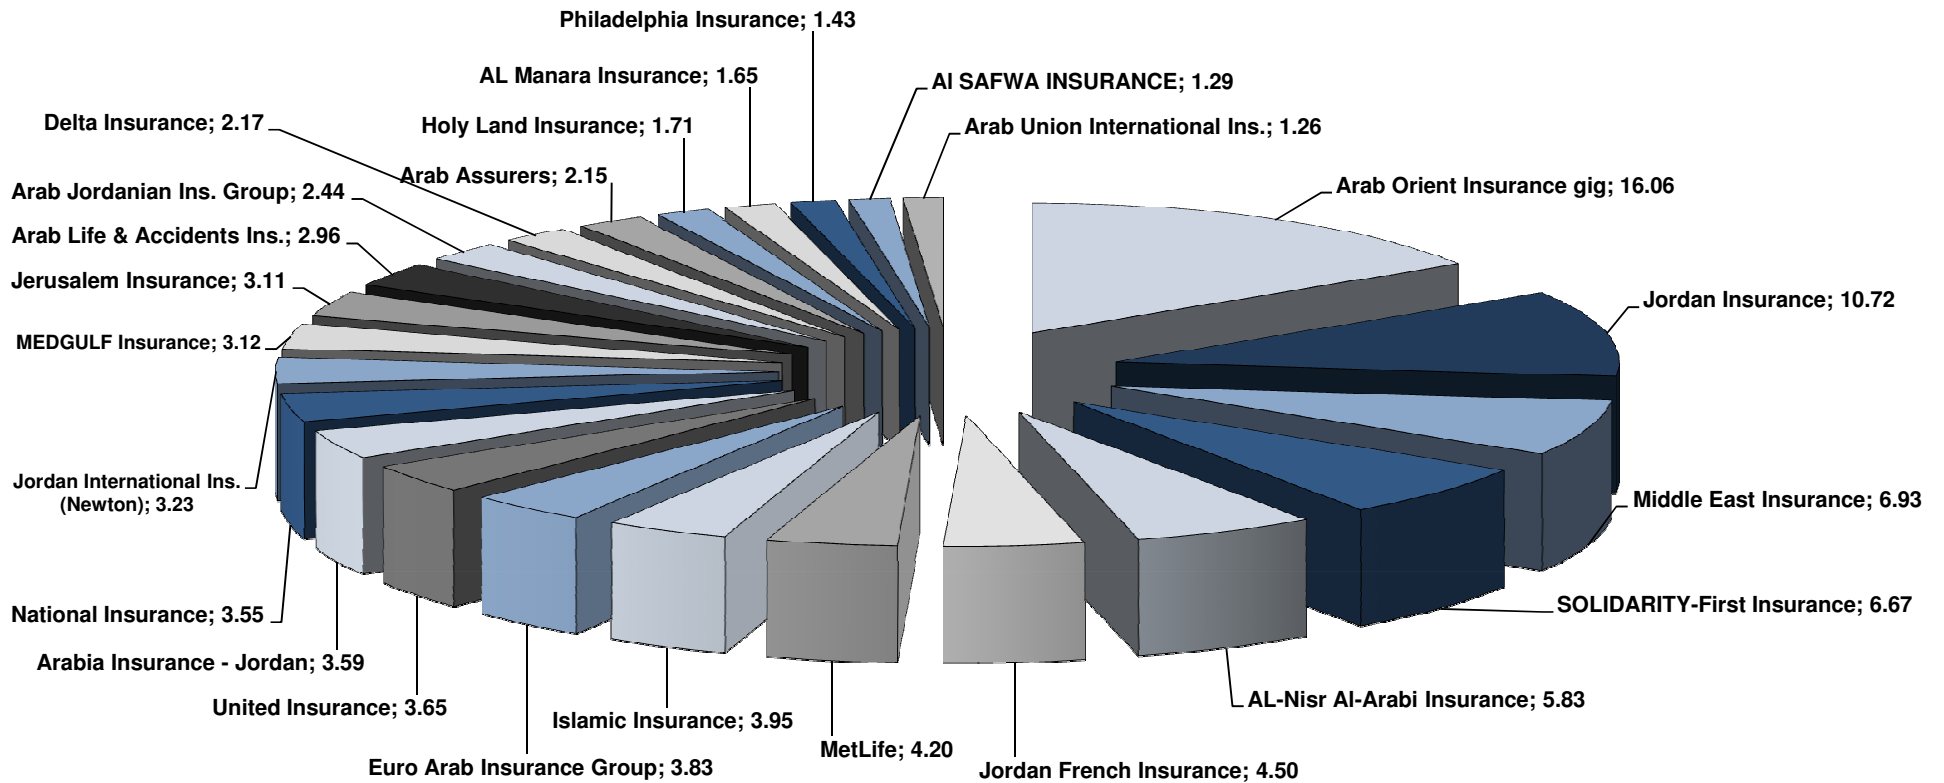 Philadelphia Insurance; 1.43
AL Manara Insurance; 1.65
Al SAFWA INSURANCE; 1.29
Delta Insurance; 2.17
Holy Land Insurance; 1.71
Arab Union International Ins.; 1.26
Arab Assurers; 2.15
Arab Orient Insurance gig; 16.06
Arab Jordanian Ins. Group; 2.44
Arab Life & Accidents Ins.; 2.96
Jerusalem Insurance; 3.11
Jordan Insurance; 10.72
MEDGULF Insurance; 3.12
Jordan International Ins.
(Newton); 3.23
Middle East Insurance; 6.93
National Insurance; 3.55
SOLIDARITY-First Insurance; 6.67
Arabia Insurance - Jordan; 3.59
United Insurance; 3.65
Islamic Insurance; 3.95
AL-Nisr Al-Arabi Insurance; 5.83
MetLife; 4.20
Euro Arab Insurance Group; 3.83
Jordan French Insurance; 4.50